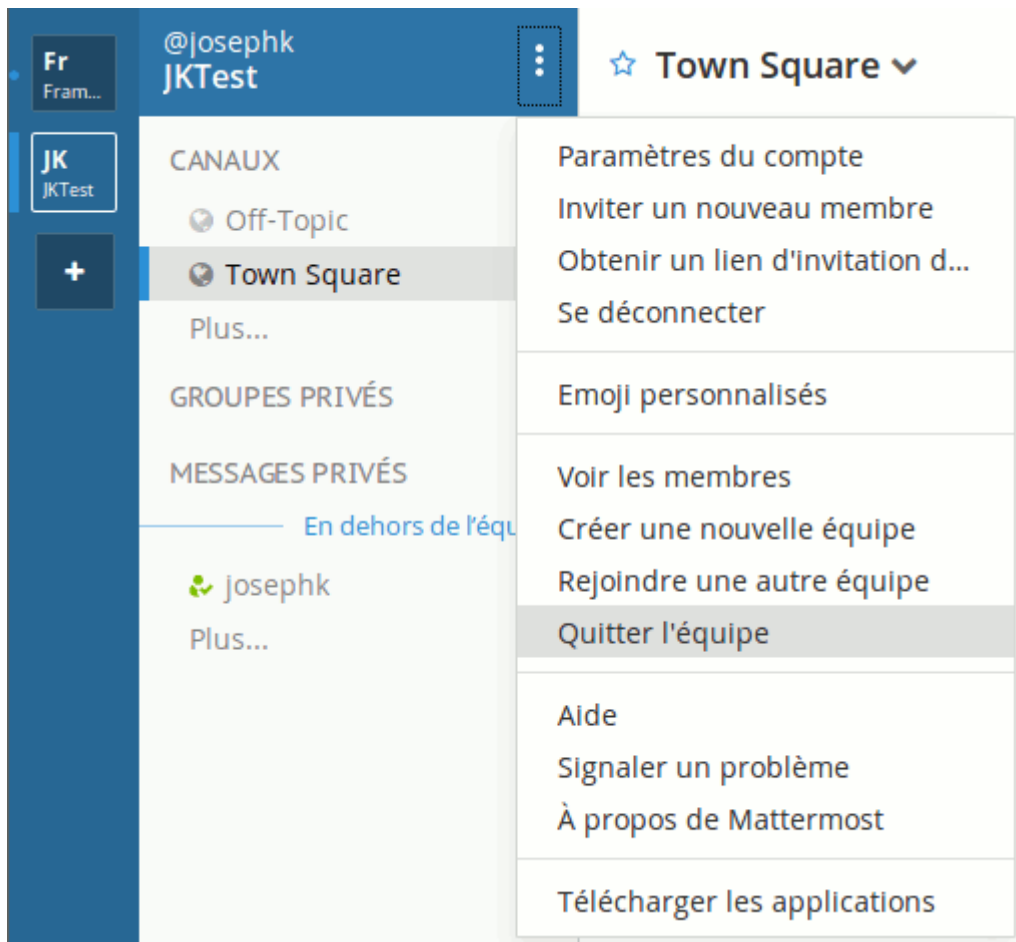 Fr
Fram...
JK
JKTest
+
@josephk
JKTest
CANAUX
Off-Topic
Town Square
Plus...
GROUPES PRIVÉS
MESSAGES PRIVÉS
En dehors de l'équ
josephk
Plus...
Town Square
Paramètres du compte
Inviter un nouveau membre
Obtenir un lien d'invitation d...
Se déconnecter
Emoji personnalisés
Voir les membres
Créer une nouvelle équipe
Rejoindre une autre équipe
Quitter l'équipe
Aide
Signaler un problème
À propos de Mattermost
Télécharger les applications